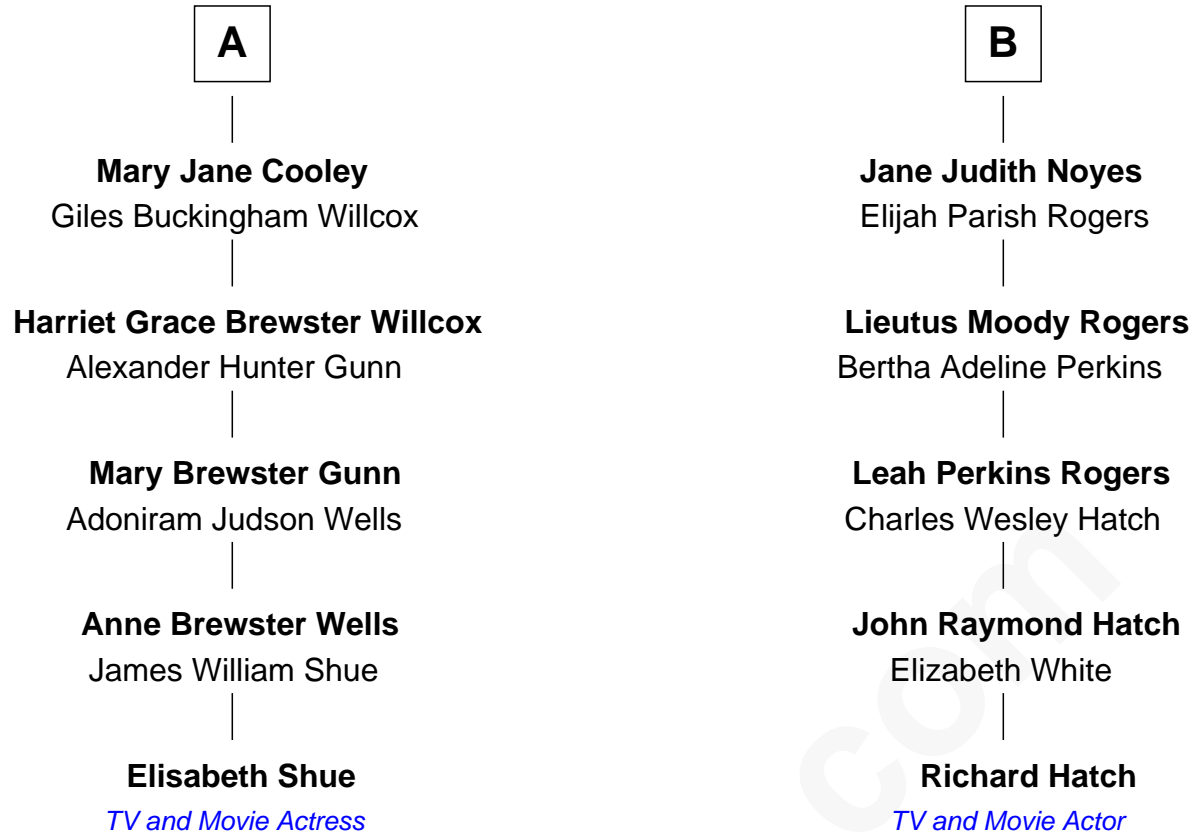 A
Mary Jane Cooley
Giles Buckingham Willcox
Harriet Grace Brewster Willcox
Alexander Hunter Gunn
Mary Brewster Gunn
Adoniram Judson Wells
Anne Brewster Wells
James William Shue
Elisabeth Shue
TV and Movie Actress
B
Jane Judith Noyes
Elijah Parish Rogers
Lieutus Moody Rogers
Bertha Adeline Perkins
Leah Perkins Rogers
Charles Wesley Hatch
John Raymond Hatch
Elizabeth White
Richard Hatch
TV and Movie Actor
com